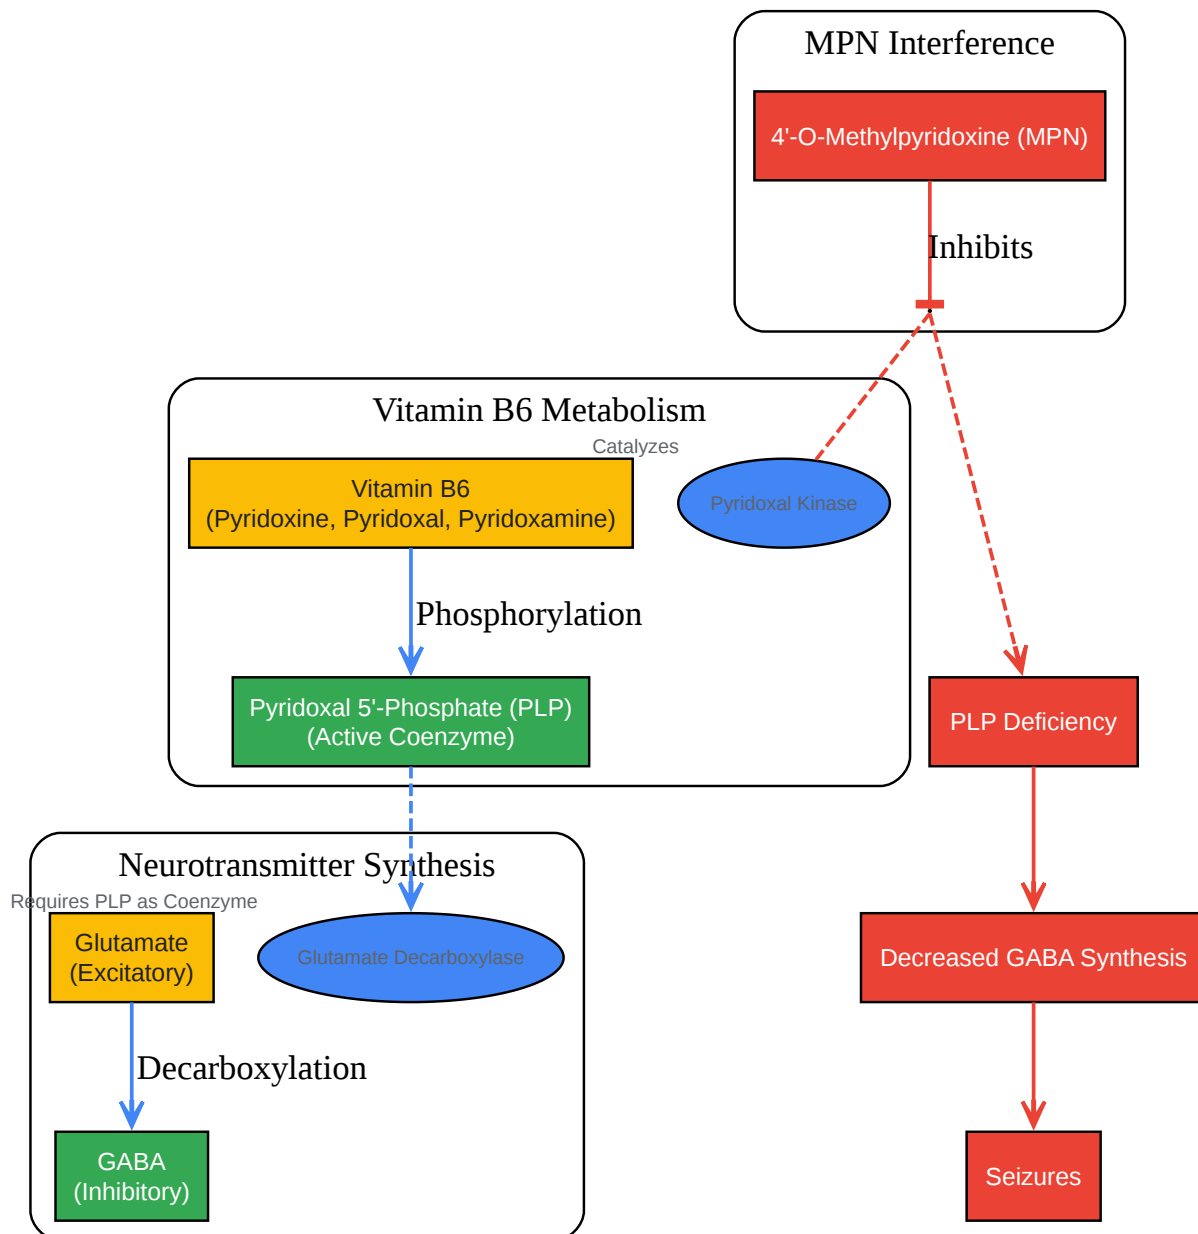 MPN Interference
4'-O-Methylpyridoxine (MPN)
Inhibits
Vitamin B6 Metabolism
Catalyzes
Vitamin B6
(Pyridoxine, Pyridoxal, Pyridoxamine)
Pyridoxal Kinase
Phosphorylation
Pyridoxal 5'-Phosphate (PLP)
(Active Coenzyme)
PLP Deficiency
Neurotransmitter Synthesis
Requires PLP as Coenzyme
Glutamate
(Excitatory)
Glutamate Decarboxylase
Decreased GABA Synthesis
Decarboxylation
GABA
(Inhibitory)
Seizures